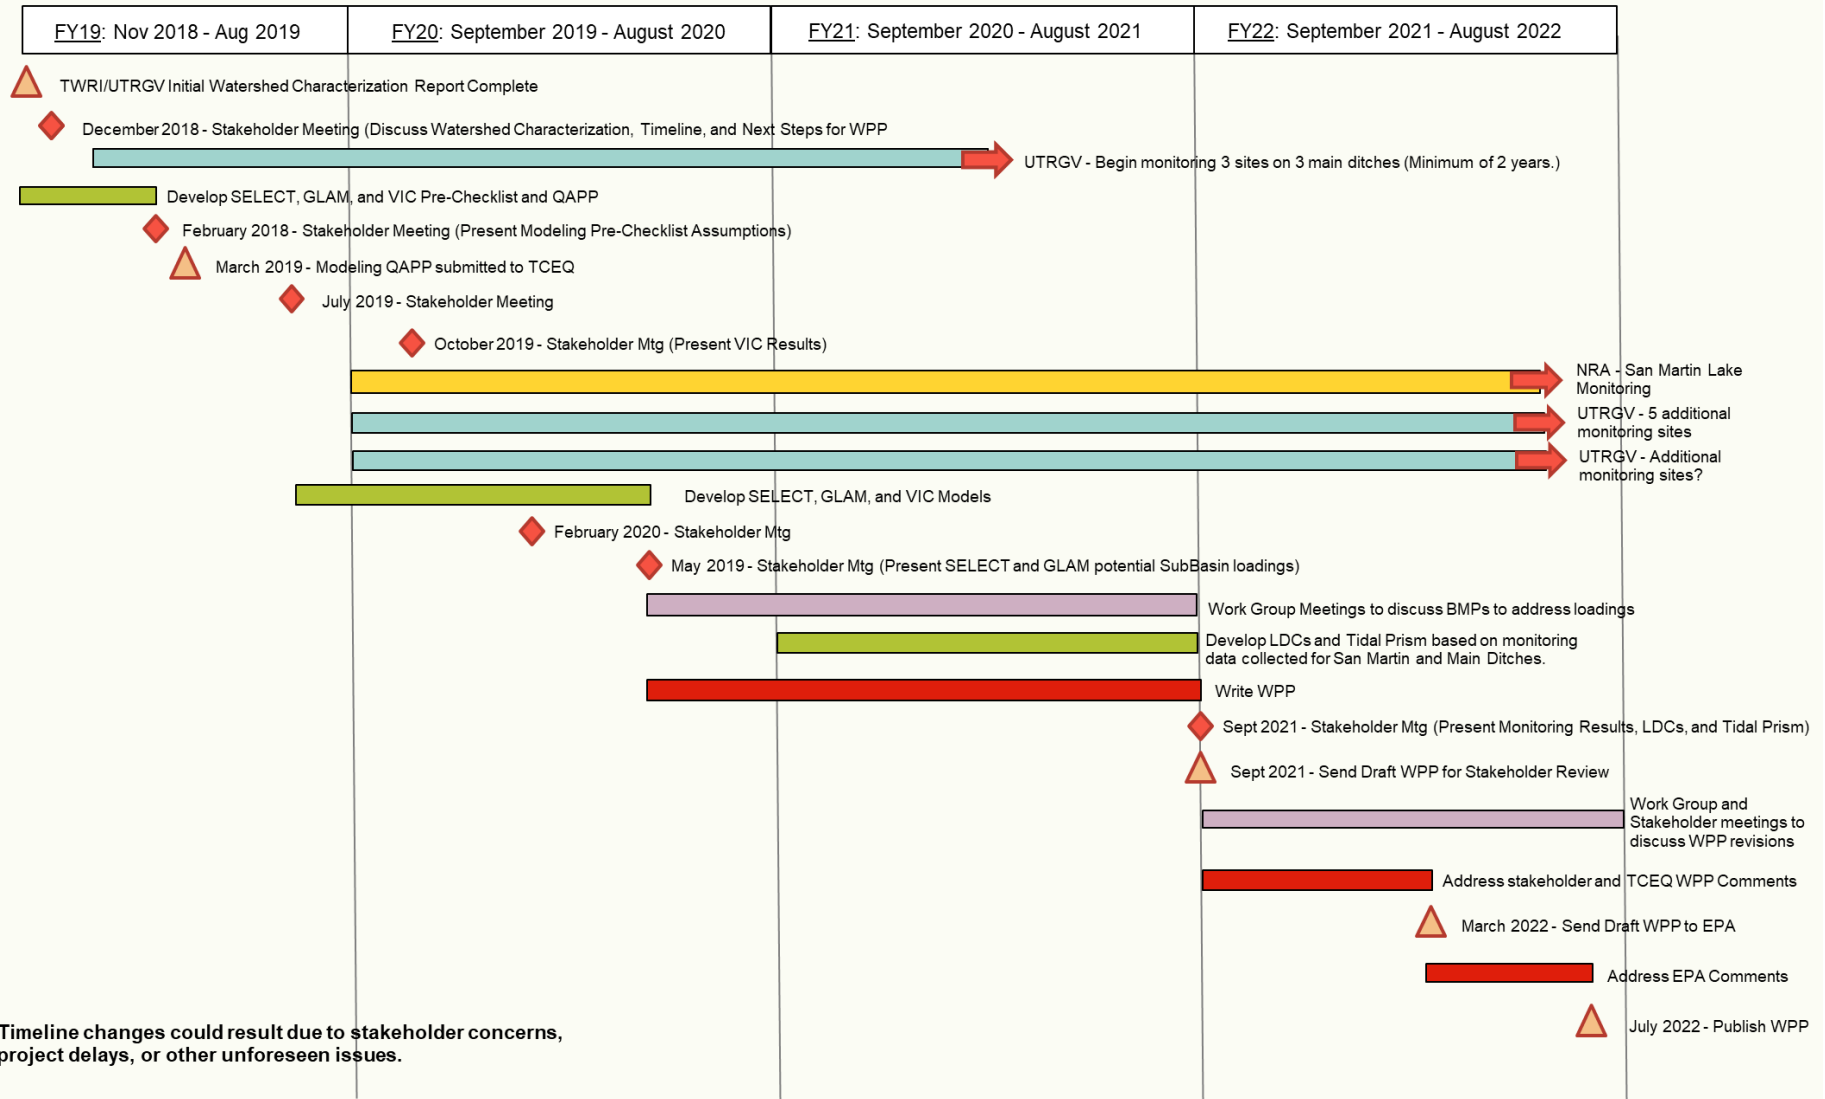 FY19: Nov 2018 - Aug 2019
FY20: September 2019 - August 2020
FY21: September 2020 - August 2021
FY22: September 2021 - August 2022
TWRI/UTRGV Initial Watershed Characterization Report Complete
December 2018 - Stakeholder Meeting (Discuss Watershed Characterization, Timeline, and Next Steps for WPP
UTRGV - Begin monitoring 3 sites on 3 main ditches (Minimum of 2 years.)
Develop SELECT, GLAM, and VIC Pre-Checklist and QAPP
February 2018 - Stakeholder Meeting (Present Modeling Pre-Checklist Assumptions)
March 2019 - Modeling QAPP submitted to TCEQ
July 2019 - Stakeholder Meeting
October 2019 - Stakeholder Mtg (Present VIC Results)
NRA - San Martin Lake
Monitoring
UTRGV - 5 additional
monitoring sites
UTRGV - Additional
monitoring sites?
Develop SELECT, GLAM, and VIC Models
February 2020 - Stakeholder Mtg
May 2019 - Stakeholder Mtg (Present SELECT and GLAM potential SubBasin loadings)
Work Group Meetings to discuss BMPs to address loadings
Develop LDCs and Tidal Prism based on monitoring
data collected for San Martin and Main Ditches.
Write WPP
Sept 2021 - Stakeholder Mtg (Present Monitoring Results, LDCs, and Tidal Prism)
Sept 2021 - Send Draft WPP for Stakeholder Review
Work Group and
Stakeholder meetings to
discuss WPP revisions
Address stakeholder and TCEQ WPP Comments
March 2022 - Send Draft WPP to EPA
Address EPA Comments
July 2022 - Publish WPP
Timeline changes could result due to stakeholder concerns,
project delays, or other unforeseen issues.